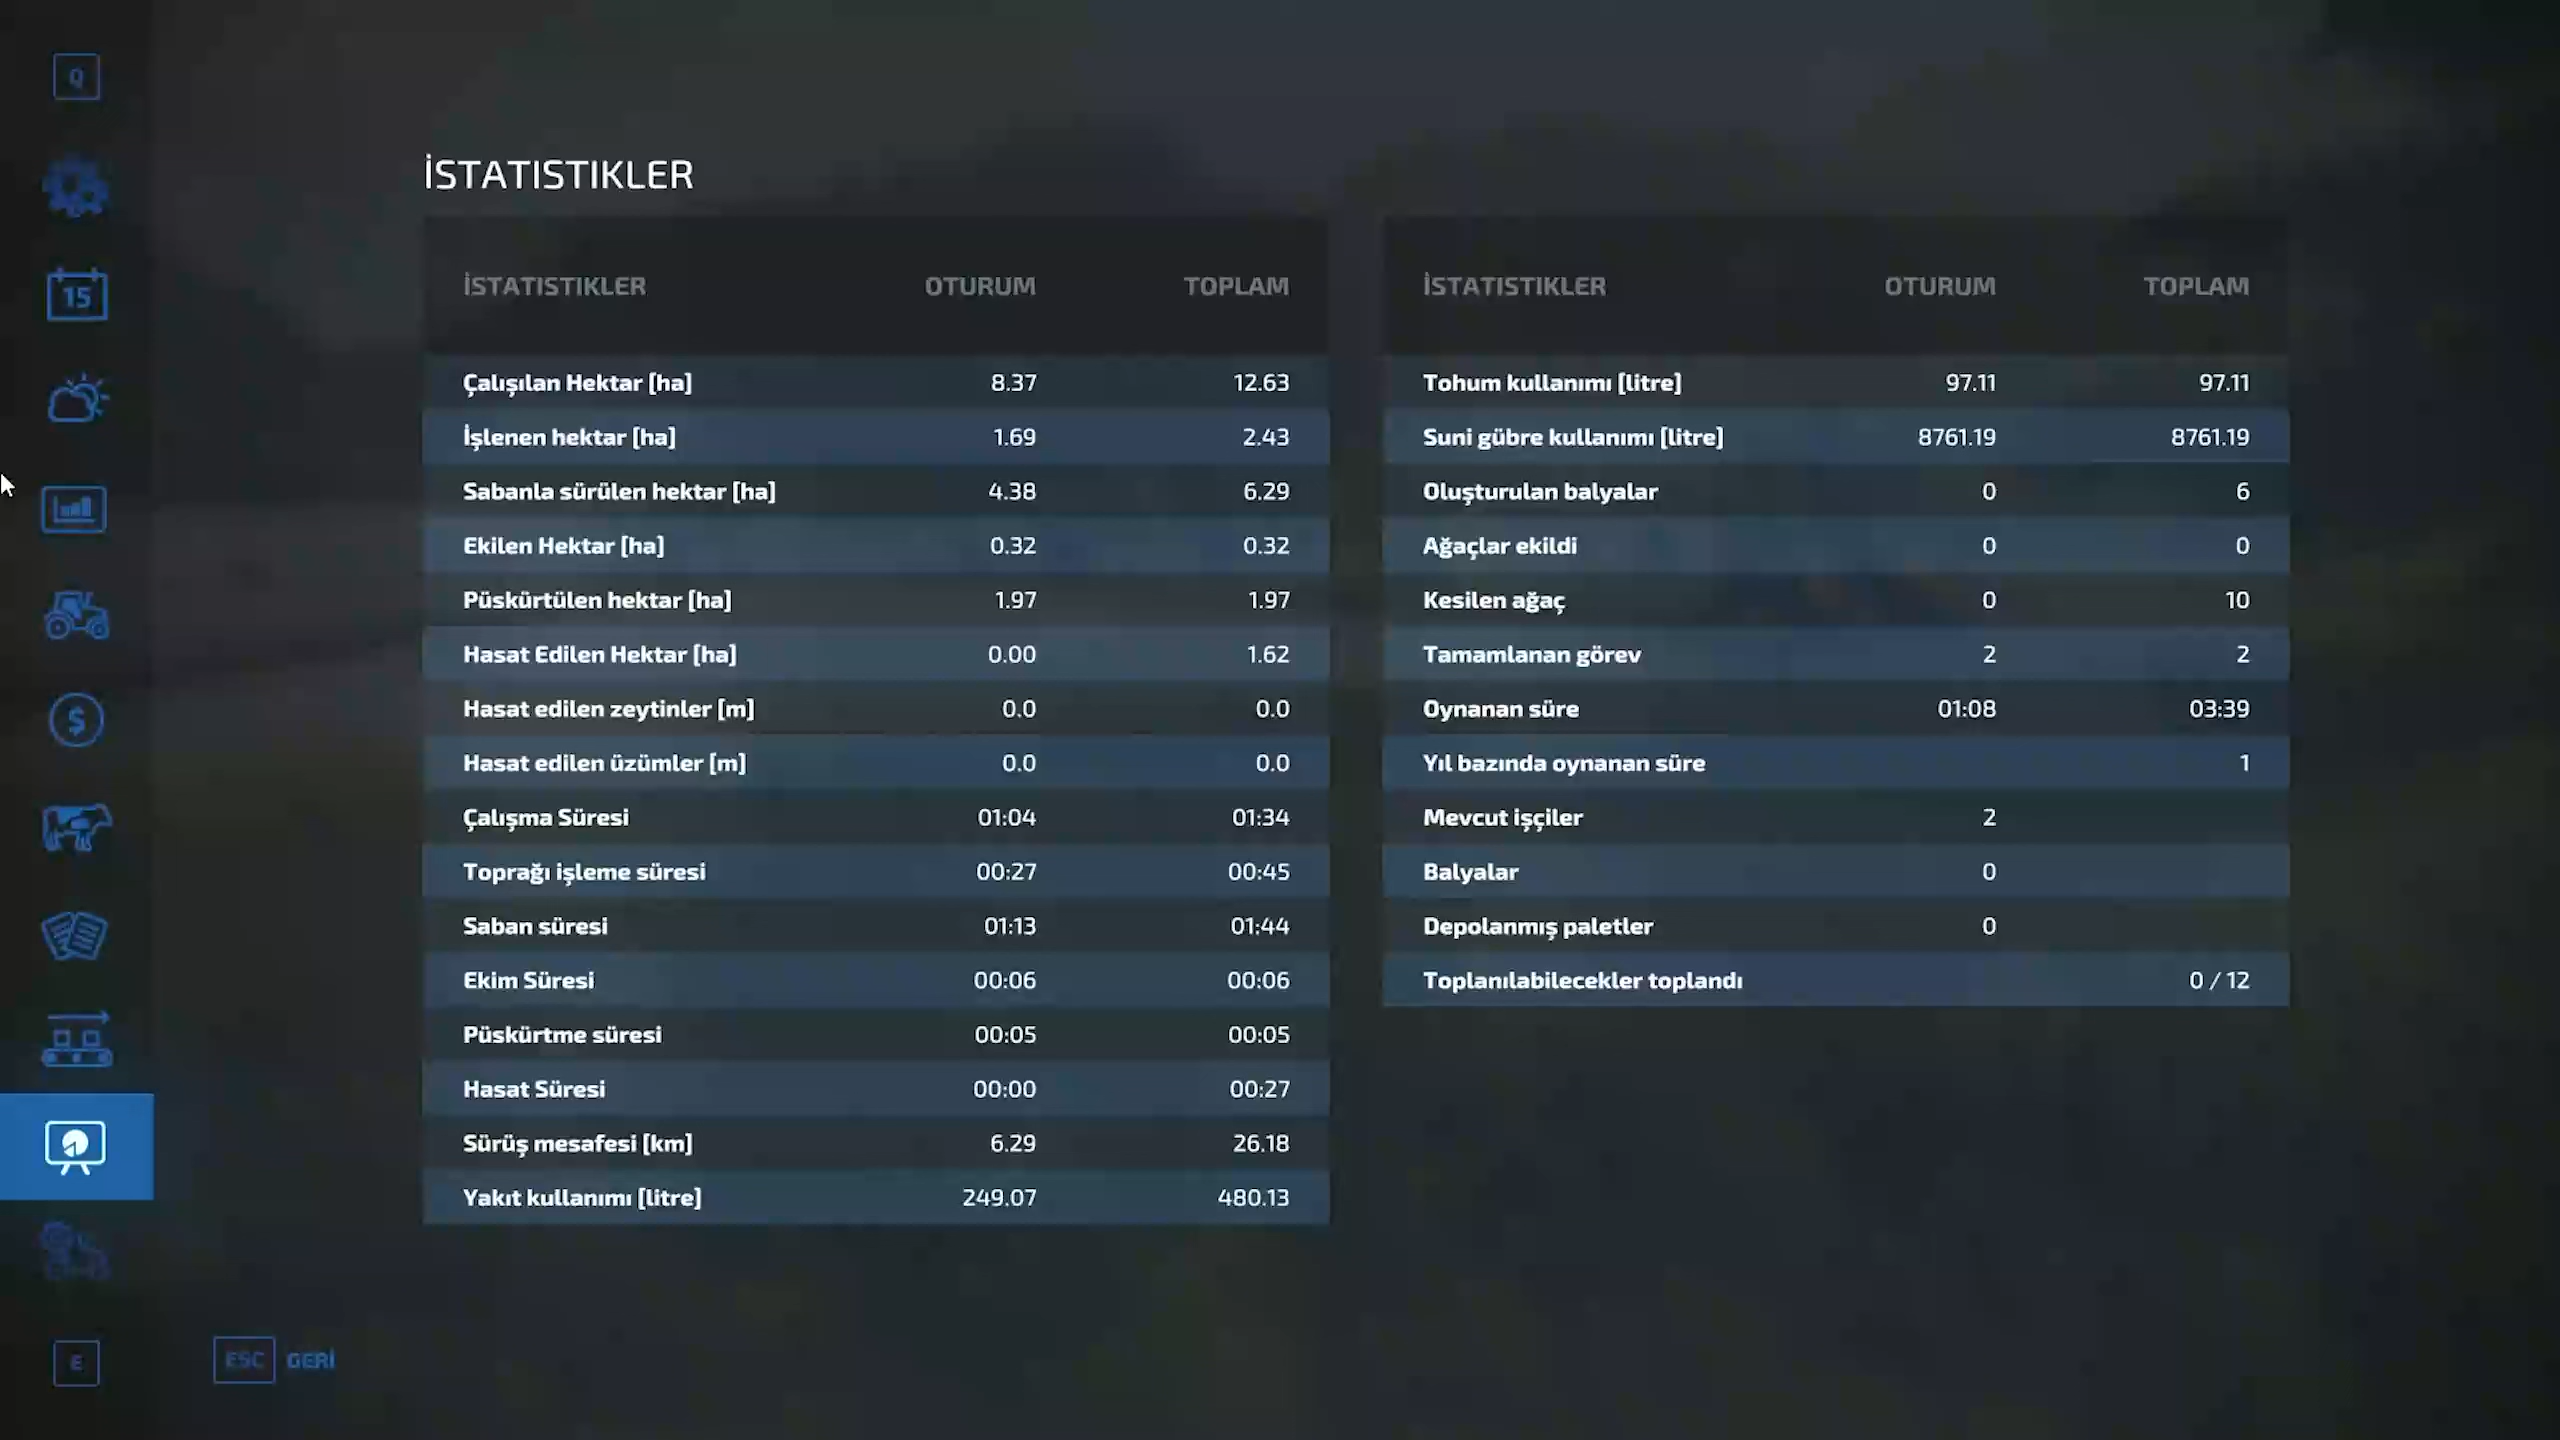 Q
15
$
E
İSTATISTIKLER
İSTATISTIKLER OTURUM TOPLAM
Çalışılan Hektar [ha] 8.37 12.63
İşlenen hektar [ha] 1.69 2.43
Sabanla sürülen hektar [ha] 4.38 6.29
Ekilen Hektar [ha] 0.32 0.32
Püskürtülen hektar [ha] 1.97 1.97
Hasat Edilen Hektar [ha] 0.00 1.62
Hasat edilen zeytinler [m] 0.0 0.0
Hasat edilen üzümler [m] 0.0 0.0
Çalışma Süresi 01:04 01:34
Toprağı işleme süresi 00:27 00:45
Saban süresi 01:13 01:44
Ekim Süresi 00:06 00:06
Püskürtme süresi 00:05 00:05
Hasat Süresi 00:00 00:27
Sürüş mesafesi [km] 6.29 26.18
Yakıt kullanımı [litre] 249.07 480.13
İSTATISTIKLER OTURUM TOPLAM
Tohum kullanımı [litre] 97.11 97.11
Suni gübre kullanımı [litre] 8761.19 8761.19
Oluşturulan balyalar 0 6
Ağaçlar ekildi 0 0
Kesilen ağaç 0 10
Tamamlanan görev 2 2
Oynanan süre 01:08 03:39
Yıl bazında oynanan süre 1
Mevcut işçiler 2
Balyalar 0
Depolanmış paletler 0
Toplanılabilecekler toplandı 0 / 12
ESC GERİ